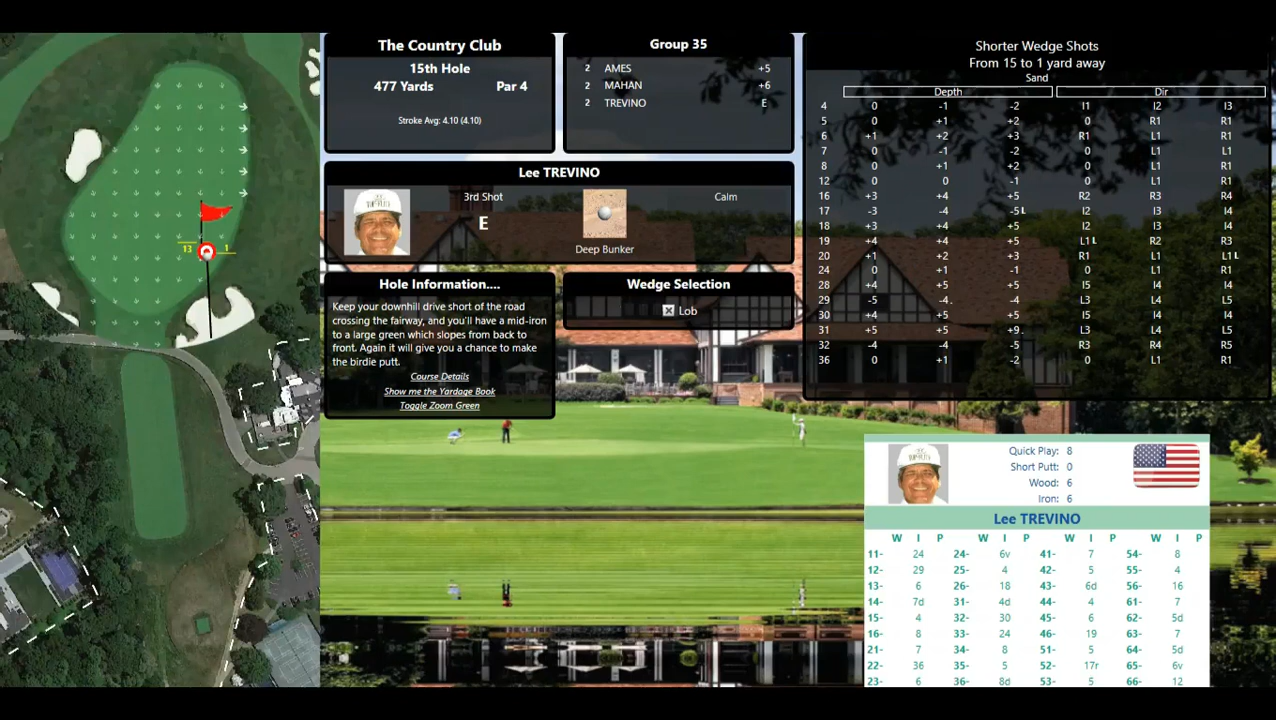 The Country Club
15th Hole
477 Yards Par 4
Stroke Avg: 4.10 (4.10)
Group 35
2 AMES +5
2 MAHAN +6
2 TREVINO E
Lee TREVINO
3rd Shot
E
Deep Bunker
Calm
Hole Information....
Keep your downhill drive short of the road
crossing the fairway, and you'll have a mid-iron
to a large green which slopes from back to
front. Again it will give you a chance to make
the birdie putt.
Course Details
Show me the Yardage Book
Toggle Zoom Green
Wedge Selection
Lob
13 1
Shorter Wedge Shots
From 15 to 1 yard away
Sand
Depth Dir
4 0 -1 -2 I1 I2 I3
5 0 +1 +2 0 R1 R1
6 +1 +2 +3 R1 L1 R1
7 0 -1 -2 0 L1 R1
8 0 +1 +2 0 L1 R1
12 0 0 -1 0 L1 R1
16 +3 +4 +5 R2 R3 R4
17 -3 -4 -5L I2 I3 I4
18 +3 +4 +5 I2 I3 I4
19 +4 +4 +5 L1L R2 R3
20 +1 +2 +3 R1 L1 L1L
24 0 +1 -1 0 L1 R1
28 +4 +5 +5 I5 I4 I4
29 -5 -4. -4 L3 L4 L5
30 +4 +5 +5 I5 I4 I4
31 +5 +5 +9. L3 L4 L5
32 -4 -4 -5 R3 R4 R5
36 0 +1 -2 0 L1 R1
Quick Play: 8
Short Putt: 0
Wood: 6
Iron: 6
Lee TREVINO
W I P W I P W I P W I P
11- 24 24- 6v 41- 7 54- 8
12- 29 25- 4 42- 5 55- 4
13- 6 26- 18 43- 6d 56- 16
14- 7d 31- 4d 44- 4 61- 7
15- 4 32- 30 45- 6 62- 5d
16- 8 33- 24 46- 19 63- 7
21- 7 34- 8 51- 5 64- 5d
22- 36 35- 5 52- 17r 65- 6v
23- 6 36- 8d 53- 5 66- 12